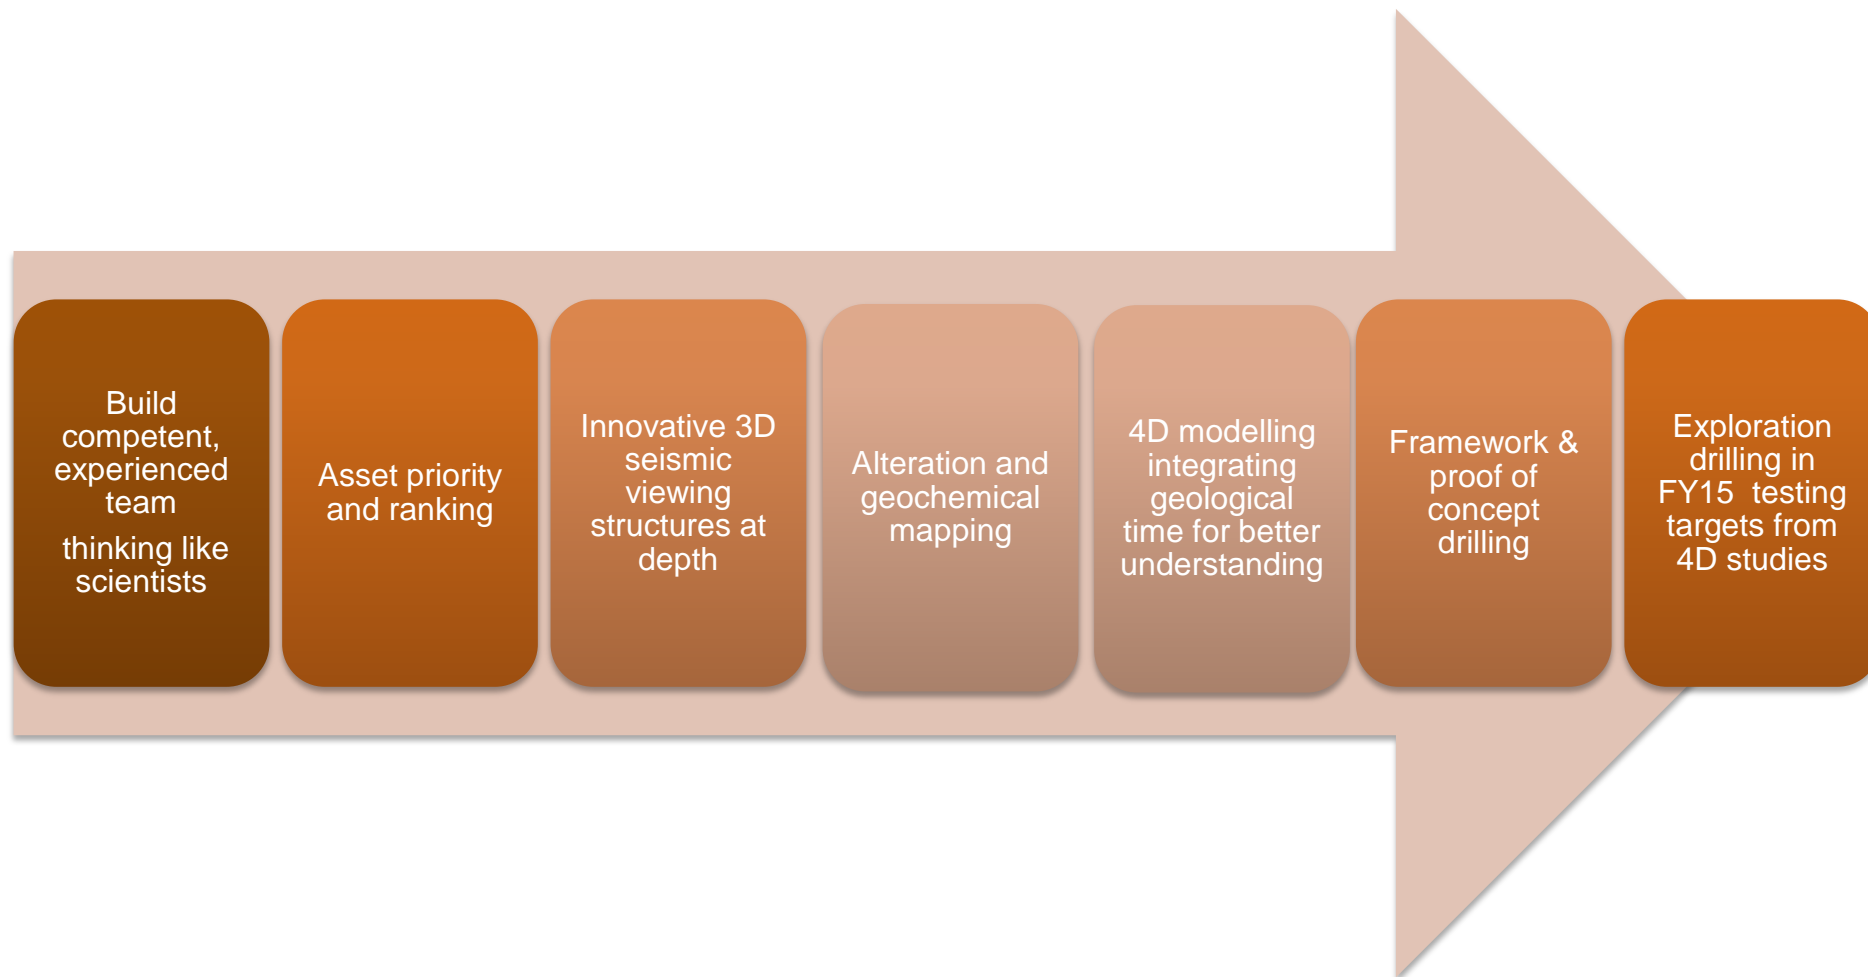 Build
competent,
experienced
team
thinking like
scientists
Asset priority
and ranking
Innovative 3D
seismic
viewing
structures at
depth
Alteration and
geochemical
mapping
4D modelling
integrating
geological
time for better
understanding
Framework &
proof of
concept
drilling
Exploration
drilling in
FY15  testing
targets from
4D studies